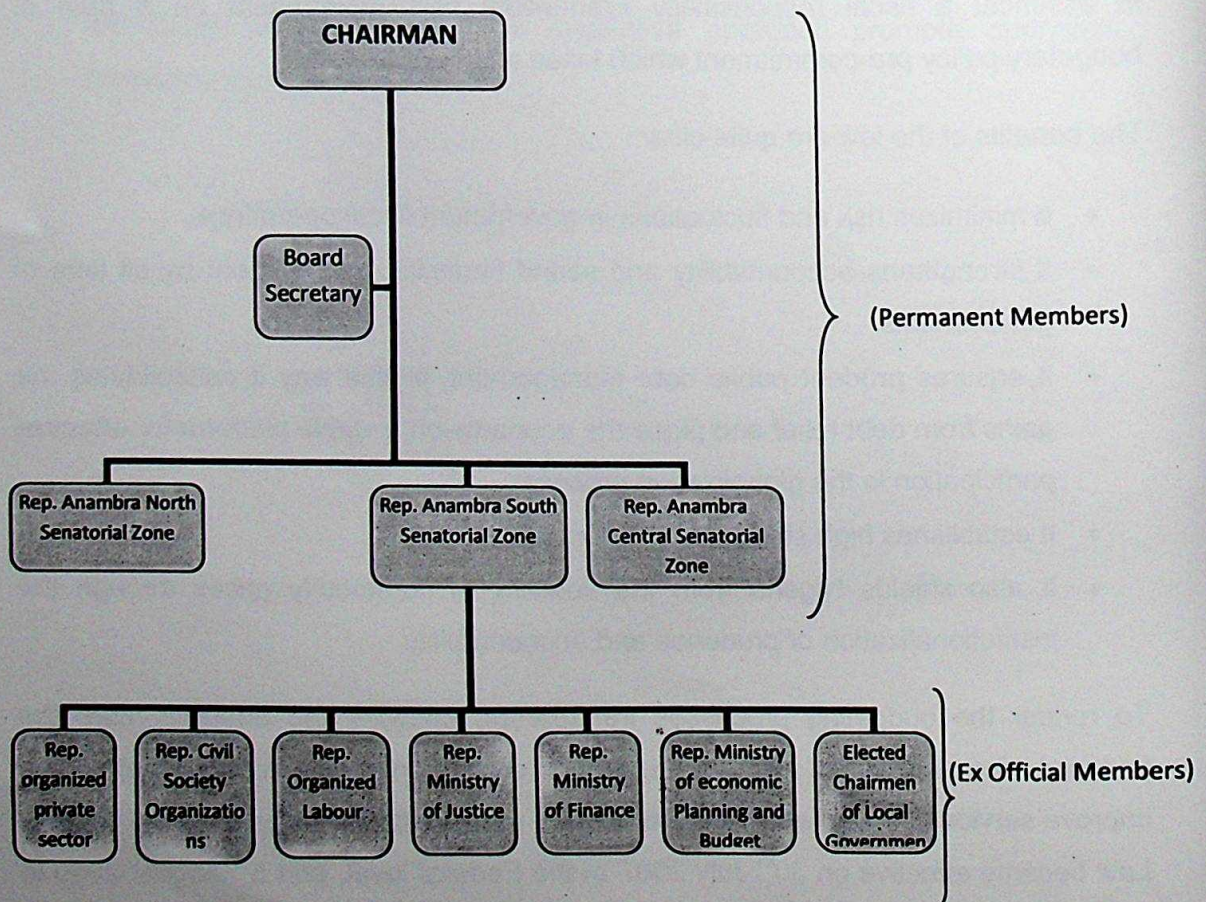 CHAIRMAN
Board
Secretary
(Permanent Members)
Rep. Anambra North
Senatorial Zone
Rep. Anambra South
Senatorial Zone
Rep. Anambra
Central Senatorial
Zone
Rep.
organized
private
sector
Rep. Civil
Society
Organizatio
ns
Rep.
Organized
Labour
Rep.
Ministry
of Justice
Rep.
Ministry
of Finance
Rep. Ministry
of economic
Planning and
Budget
Elected
Chairmen
of Local
Governmen
(Ex Official Members)